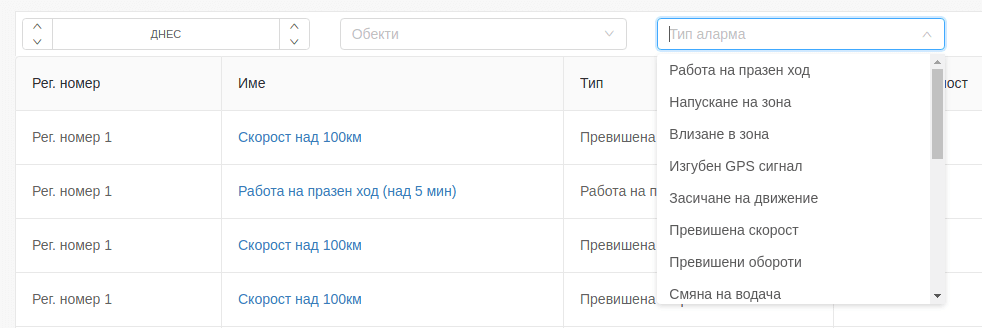 ДНЕС
Обекти
Тип аларма
Рег. номер
Име
Тип
Рег. номер 1
Скорост над 100км
Превишена
Рег. номер 1
Работа на празен ход (над 5 мин)
Работа на
Рег. номер 1
Скорост над 100км
Превишена
Рег. номер 1
Скорост над 100км
Превишена
Работа на празен ход
Напускане на зона
Влизане в зона
Изгубен GPS сигнал
Засичане на движение
Превишена скорост
Превишени обороти
Смяна на водача